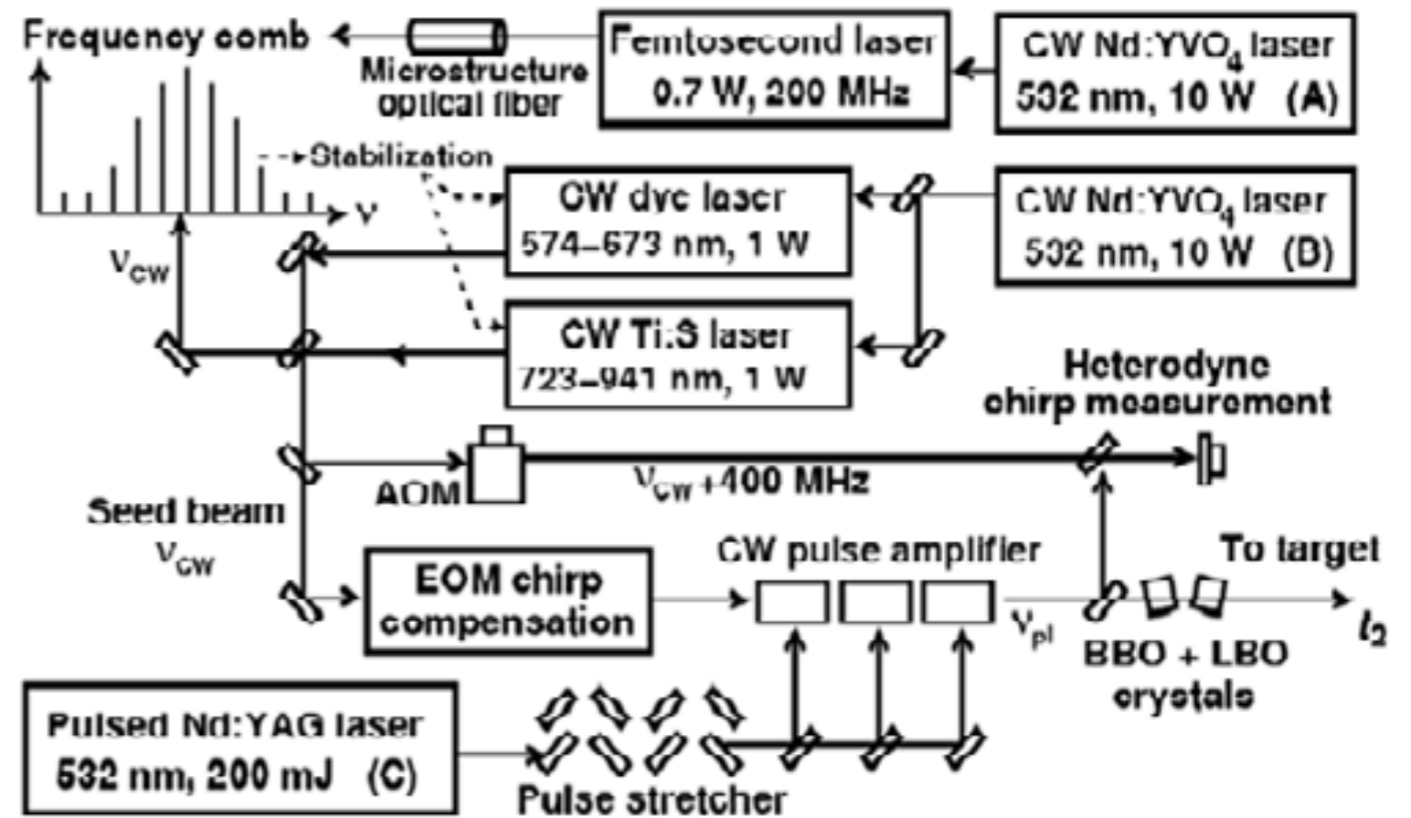 Frequency comb
Microstructure
optical fiber
Femtosecond laser
0.7 W, 200 MHz
CW Nd:YVO4 laser
532 nm, 10 W (A)
Stabilization
ν
νCW
CW dye laser
574–673 nm, 1 W
CW Nd:YVO4 laser
532 nm, 10 W (B)
CW Ti:S laser
723–941 nm, 1 W
Heterodyne
chirp measurement
AOM
νCW+400 MHz
Seed beam
νCW
EOM chirp
compensation
CW pulse amplifier
νpl
To target
t2
BBO + LBO
crystals
Pulsed Nd:YAG laser
532 nm, 200 mJ (C)
Pulse stretcher